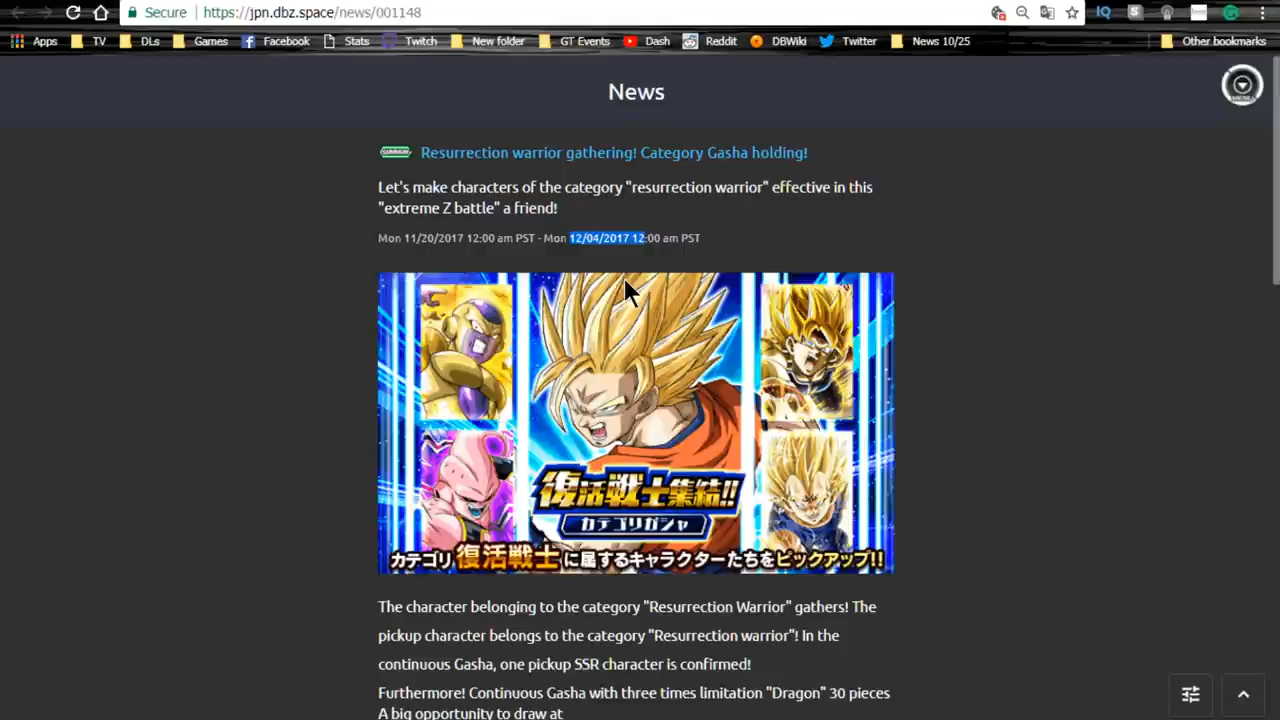 Secure https://jpn.dbz.space/news/001148
Apps TV DLs Games Facebook Stats Twitch New folder GT Events Dash Reddit DBWiki Twitter News 10/25 Other bookmarks
News
MENU
Resurrection warrior gathering! Category Gasha holding!
Let's make characters of the category "resurrection warrior" effective in this
"extreme Z battle" a friend!
Mon 11/20/2017 12:00 am PST - Mon 12/04/2017 12:00 am PST
復活戦士集結!!
カテゴリガシャ
カテゴリ復活戦士に属するキャラクターたちをピックアップ!!
The character belonging to the category "Resurrection Warrior" gathers! The
pickup character belongs to the category "Resurrection warrior"! In the
continuous Gasha, one pickup SSR character is confirmed!
Furthermore! Continuous Gasha with three times limitation "Dragon" 30 pieces
A big opportunity to draw at